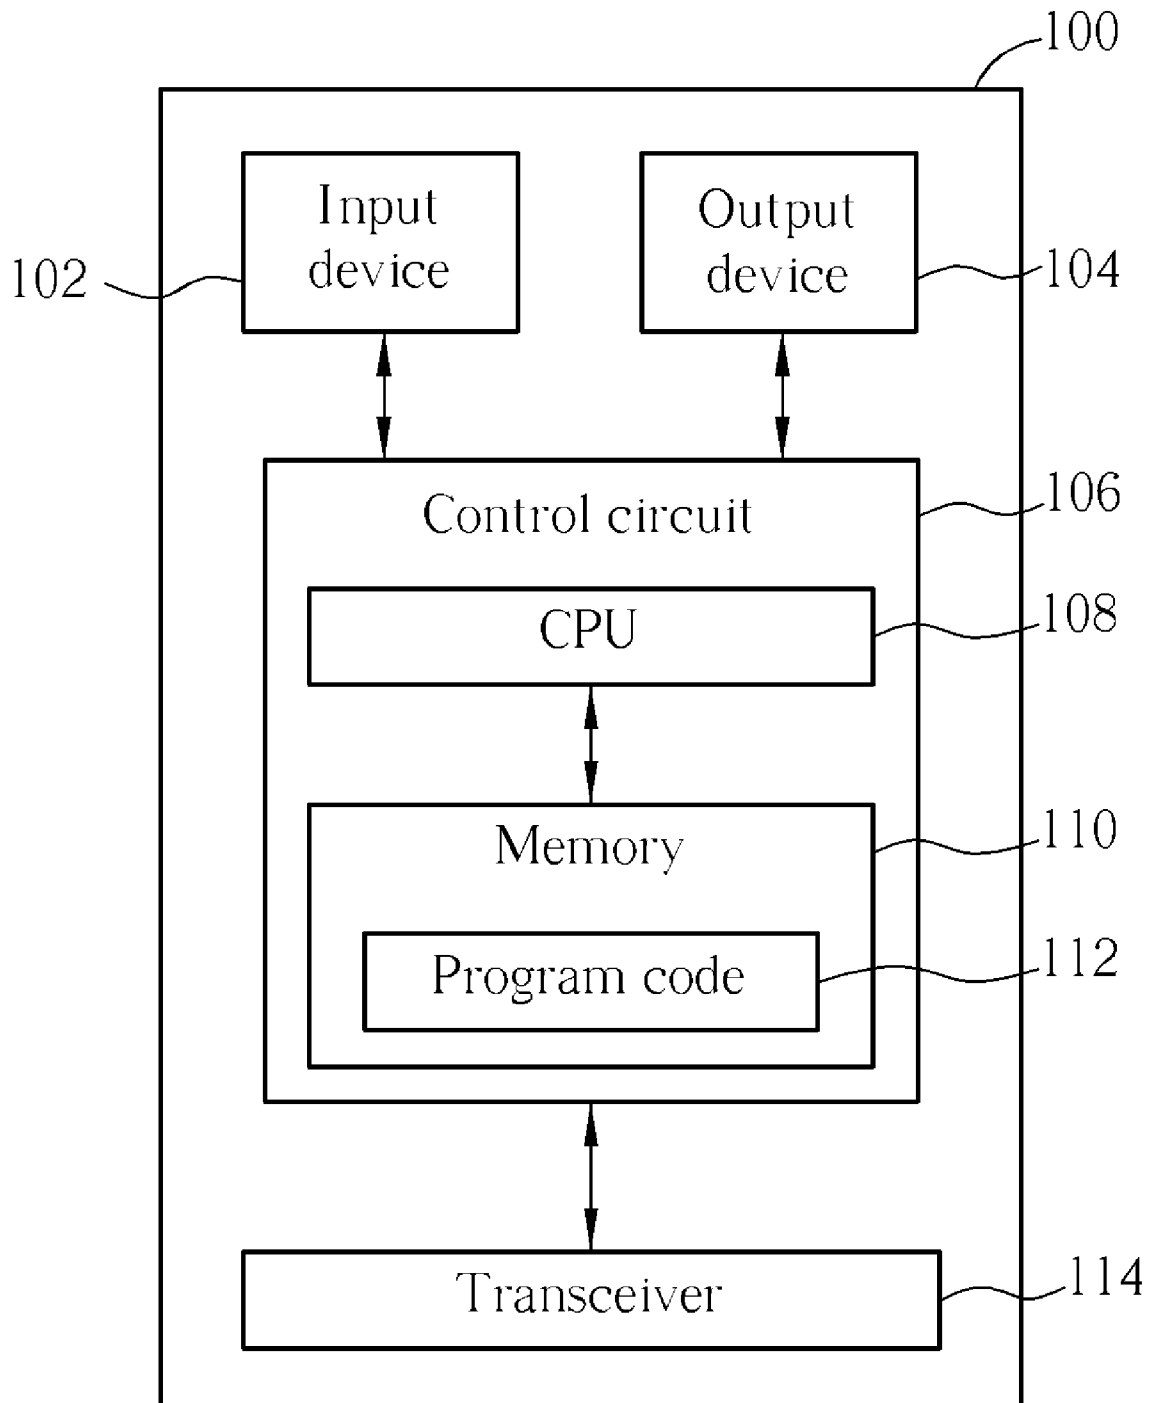 100
Input
device
Output
device
102
104
Control circuit
106
CPU
108
Memory
110
Program code
112
Transceiver
114